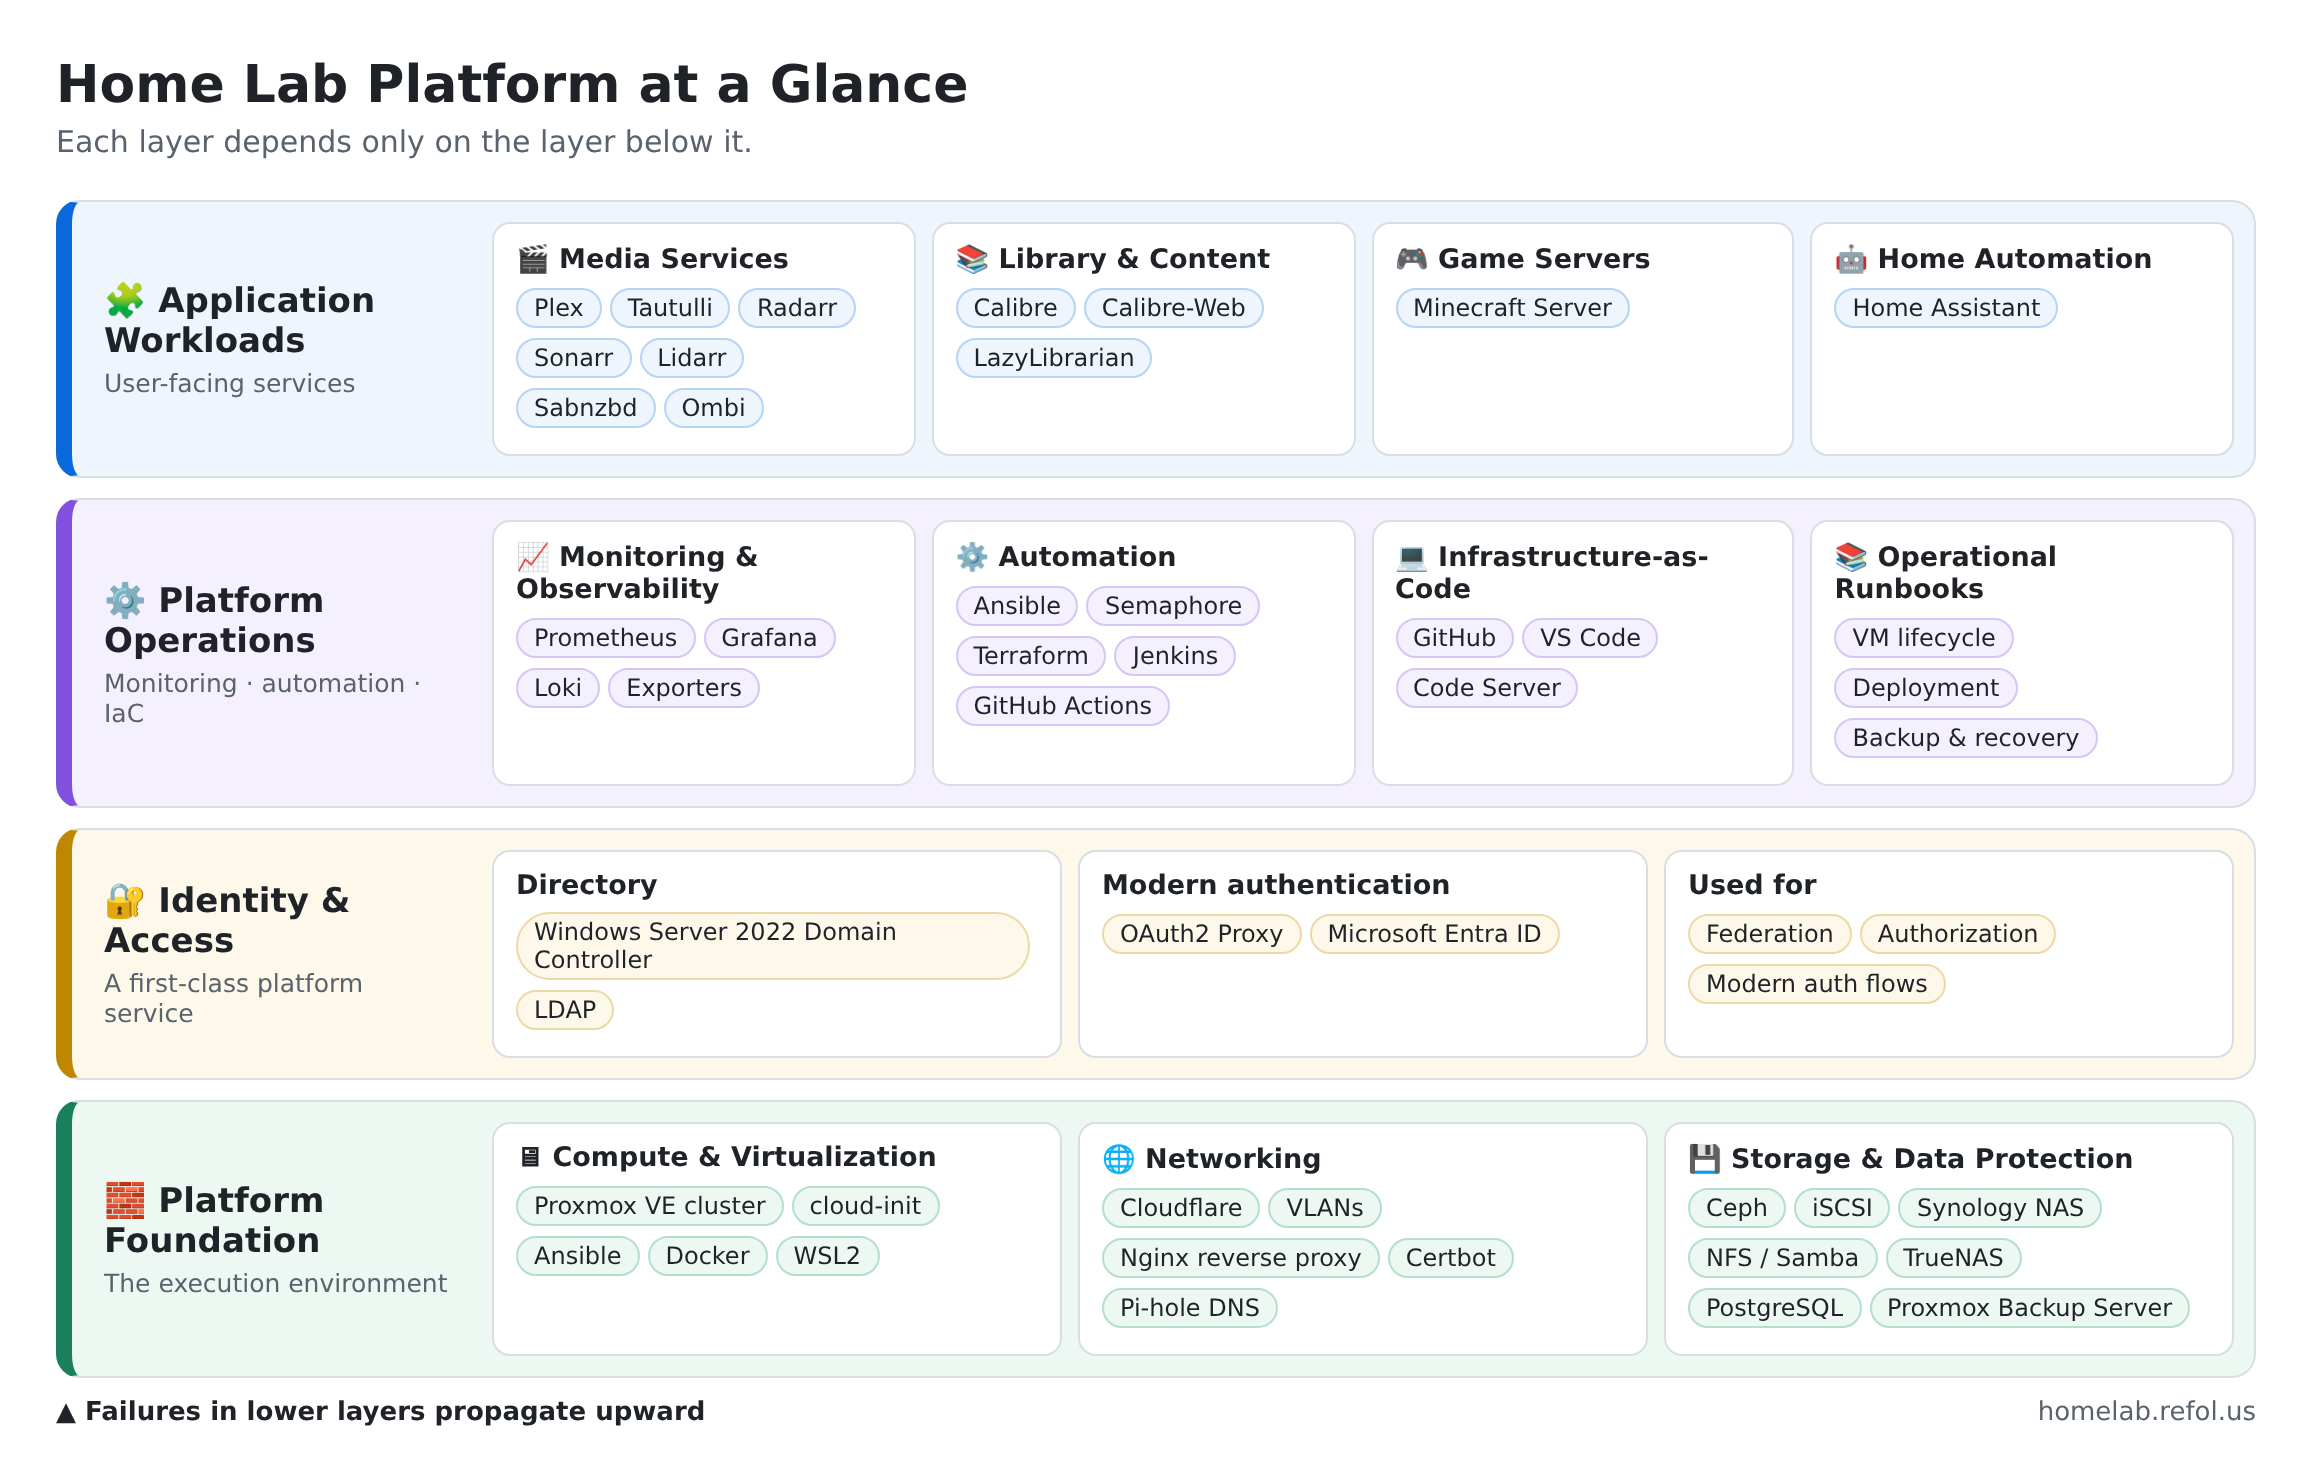 Home Lab Platform at a Glance
Each layer depends only on the layer below it.
🧩 Application
Workloads
User-facing services
🎬 Media Services
Plex Tautulli Radarr
Sonarr Lidarr
Sabnzbd Ombi
📚 Library & Content
Calibre Calibre-Web
LazyLibrarian
🎮 Game Servers
Minecraft Server
🤖 Home Automation
Home Assistant
⚙️ Platform
Operations
Monitoring · automation ·
IaC
📈 Monitoring &
Observability
Prometheus Grafana
Loki Exporters
⚙️ Automation
Ansible Semaphore
Terraform Jenkins
GitHub Actions
💻 Infrastructure-as-
Code
GitHub VS Code
Code Server
📚 Operational
Runbooks
VM lifecycle
Deployment
Backup & recovery
🔐 Identity &
Access
A first-class platform
service
Directory
Windows Server 2022 Domain
Controller
LDAP
Modern authentication
OAuth2 Proxy Microsoft Entra ID
Used for
Federation Authorization
Modern auth flows
🧱 Platform
Foundation
The execution environment
🖥 Compute & Virtualization
Proxmox VE cluster cloud-init
Ansible Docker WSL2
🌐 Networking
Cloudflare VLANs
Nginx reverse proxy Certbot
Pi-hole DNS
💾 Storage & Data Protection
Ceph iSCSI Synology NAS
NFS / Samba TrueNAS
PostgreSQL Proxmox Backup Server
▲ Failures in lower layers propagate upward
homelab.refol.us